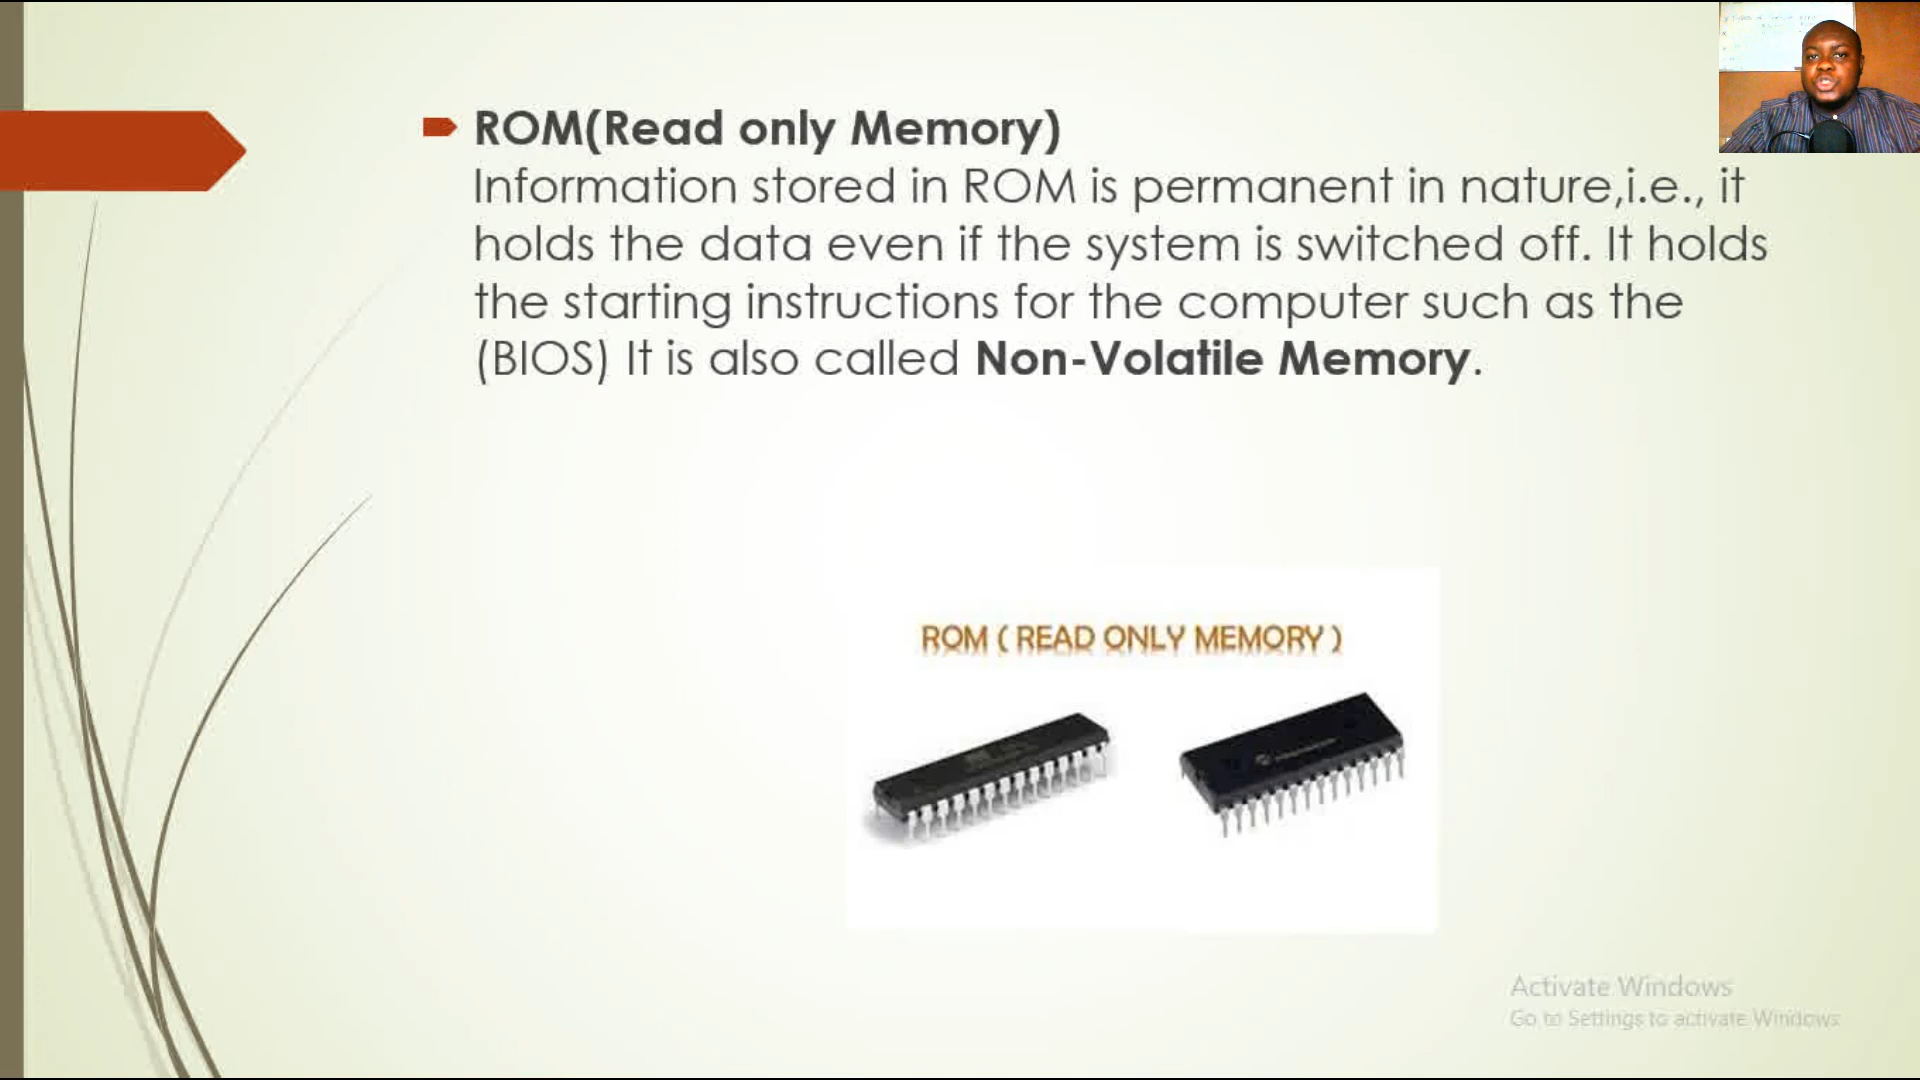 ROM(Read only Memory)
Information stored in ROM is permanent in nature,i.e., it
holds the data even if the system is switched off. It holds
the starting instructions for the computer such as the
(BIOS) It is also called Non-Volatile Memory.
ROM ( READ ONLY MEMORY )
Activate Windows
Go to Settings to activate Windows